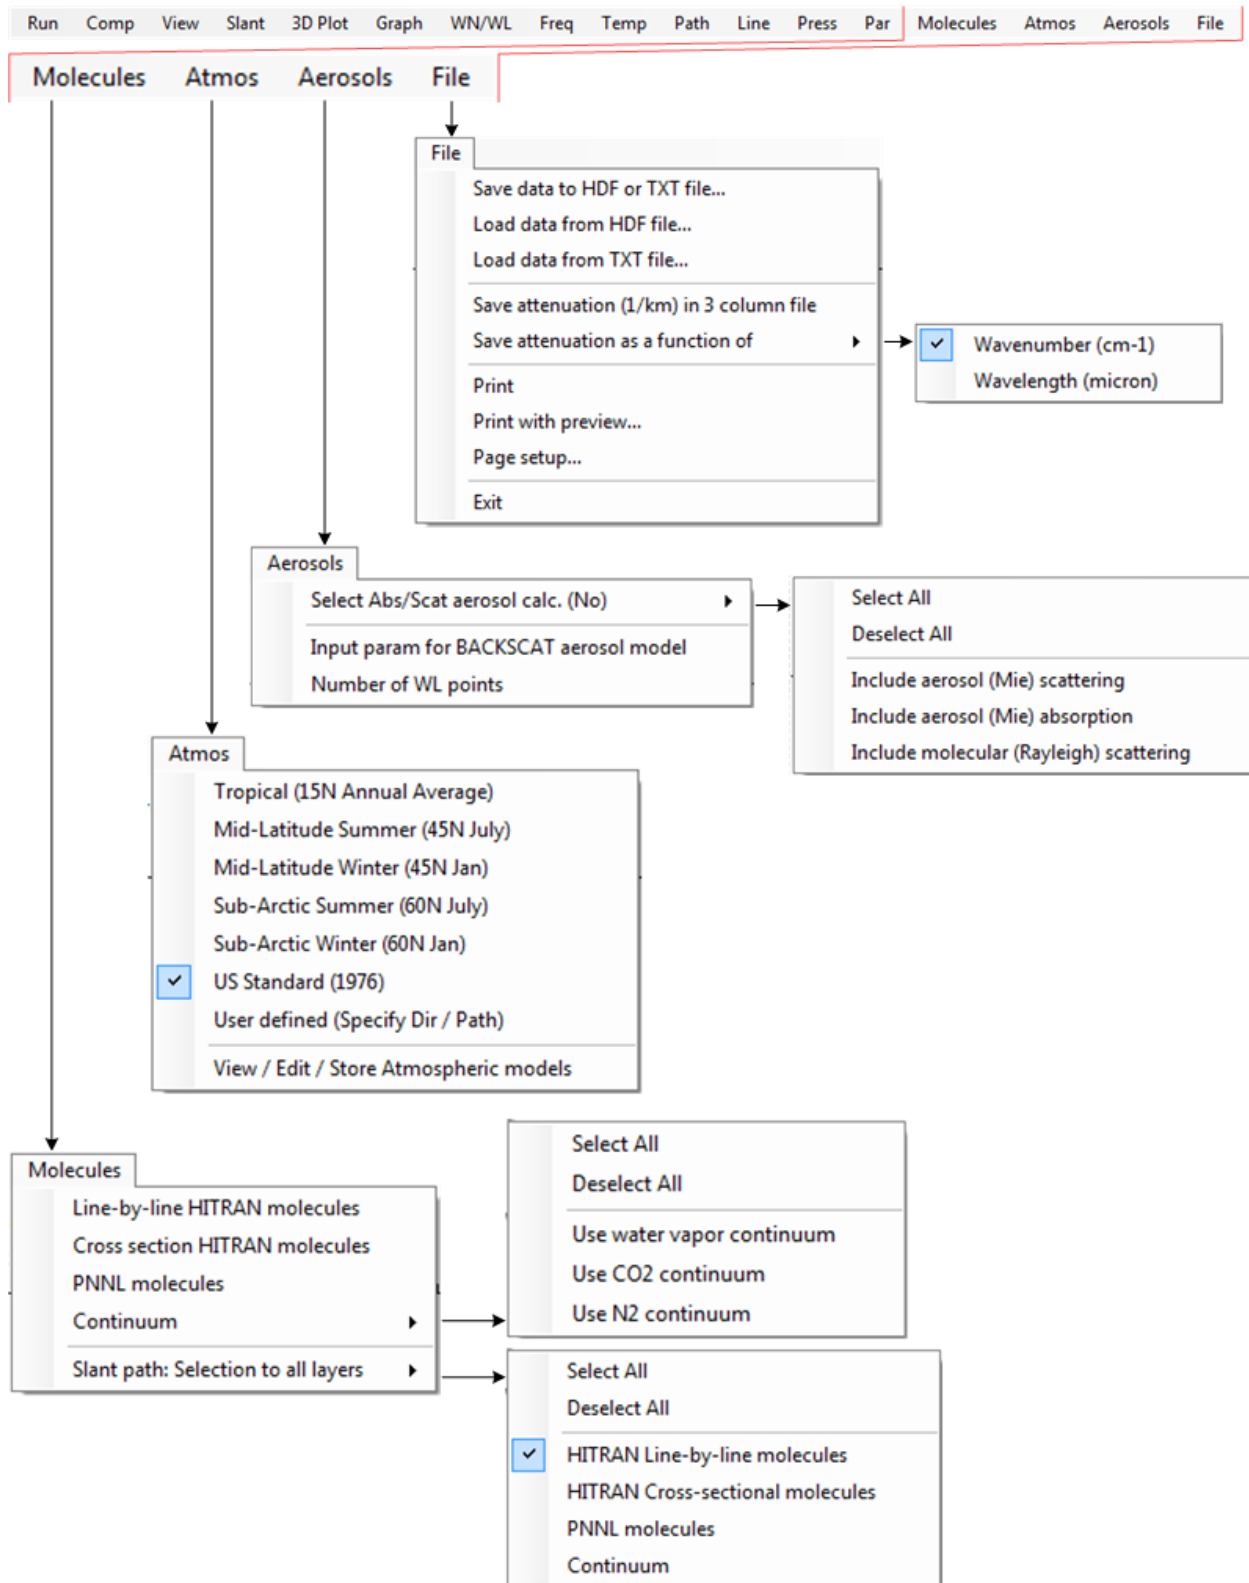 Run Comp View Slant 3D Plot Graph WN/WL Freq Temp Path Line Press Par Molecules Atmos Aerosols File
Molecules Atmos Aerosols File
File
Save data to HDF or TXT file...
Load data from HDF file...
Load data from TXT file...
Save attenuation (1/km) in 3 column file
Save attenuation as a function of
Wavenumber (cm-1)
Wavelength (micron)
Print
Print with preview...
Page setup...
Exit
Aerosols
Select Abs/Scat aerosol calc. (No)
Input param for BACKSCAT aerosol model
Number of WL points
Select All
Deselect All
Include aerosol (Mie) scattering
Include aerosol (Mie) absorption
Include molecular (Rayleigh) scattering
Atmos
Tropical (15N Annual Average)
Mid-Latitude Summer (45N July)
Mid-Latitude Winter (45N Jan)
Sub-Arctic Summer (60N July)
Sub-Arctic Winter (60N Jan)
US Standard (1976)
User defined (Specify Dir / Path)
View / Edit / Store Atmospheric models
Molecules
Line-by-line HITRAN molecules
Cross section HITRAN molecules
PNNL molecules
Continuum
Slant path: Selection to all layers
Select All
Deselect All
Use water vapor continuum
Use CO2 continuum
Use N2 continuum
Select All
Deselect All
HITRAN Line-by-line molecules
HITRAN Cross-sectional molecules
PNNL molecules
Continuum